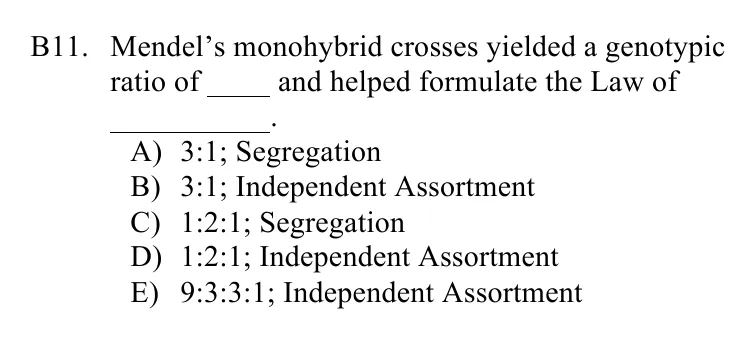 B11. Mendel's monohybrid crosses yielded a genotypic
ratio of ____ and helped formulate the Law of
__________.
A) 3:1; Segregation
B) 3:1; Independent Assortment
C) 1:2:1; Segregation
D) 1:2:1; Independent Assortment
E) 9:3:3:1; Independent Assortment